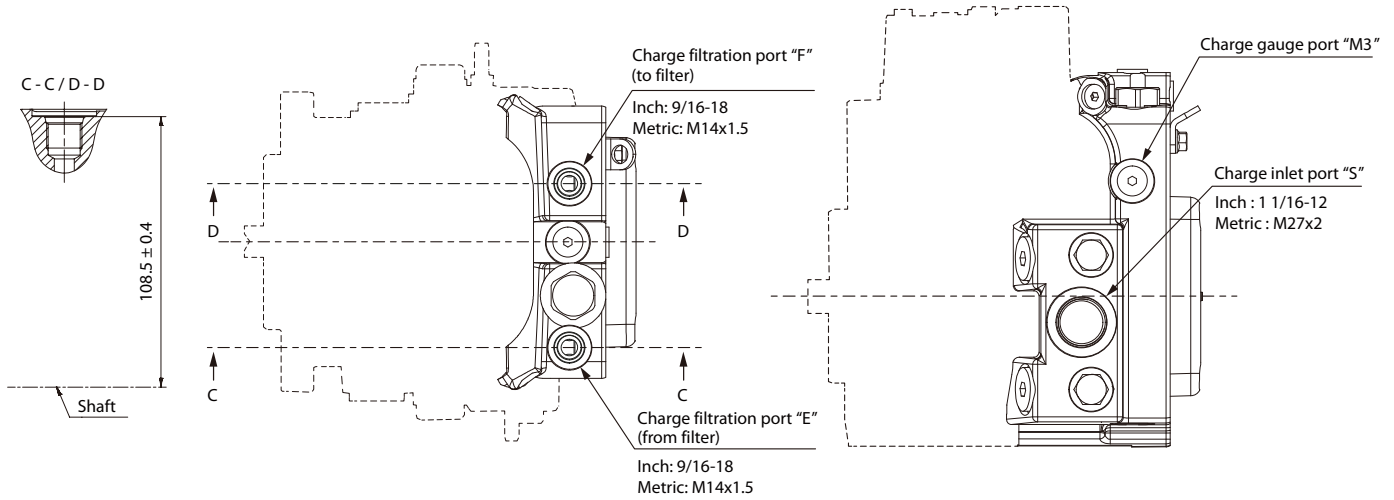 C - C / D - D
108.5 ± 0.4
Shaft
Charge filtration port “F”
(to filter)
Inch: 9/16-18
Metric: M14x1.5
D
D
C
C
Charge filtration port “E”
(from filter)
Inch: 9/16-18
Metric: M14x1.5
Charge gauge port “M3”
Charge inlet port “S”
Inch : 1 1/16-12
Metric : M27x2